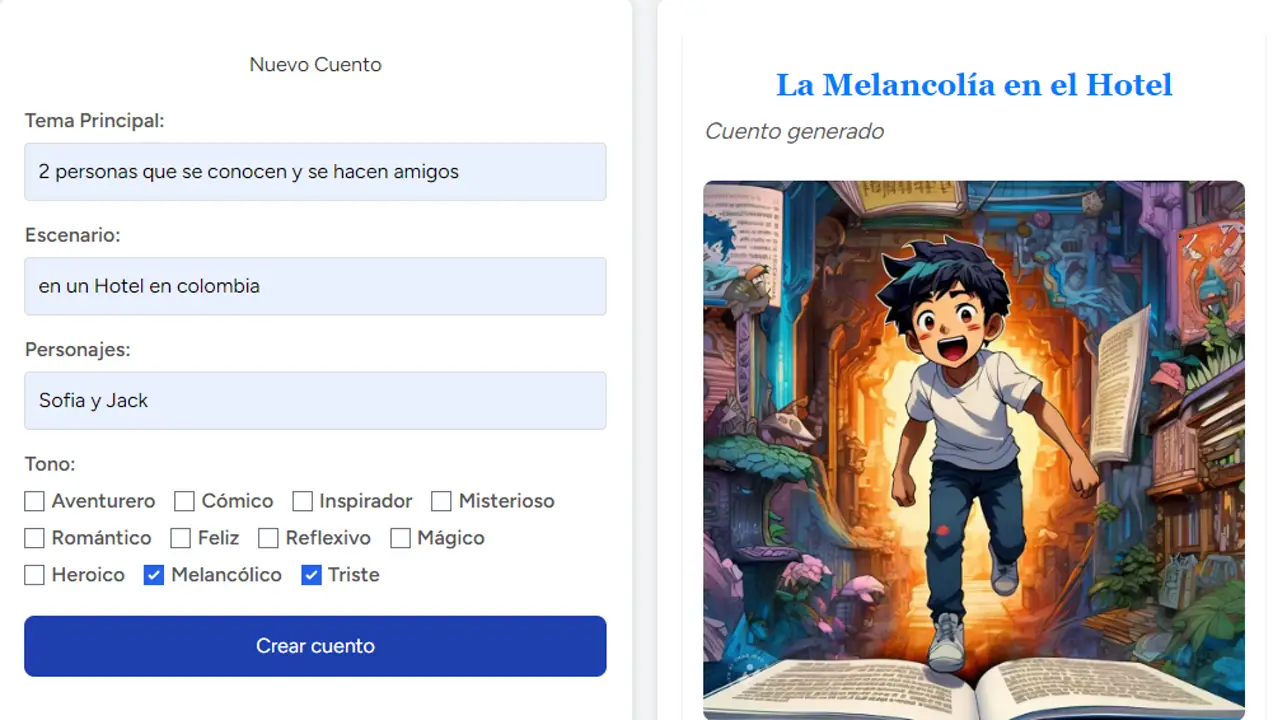 Nuevo Cuento
Tema Principal:
2 personas que se conocen y se hacen amigos
Escenario:
en un Hotel en colombia
Personajes:
Sofia y Jack
Tono:
Aventurero Cómico Inspirador Misterioso
Romántico Feliz Reflexivo Mágico
Heroico Melancólico Triste
Crear cuento
La Melancolía en el Hotel
Cuento generado